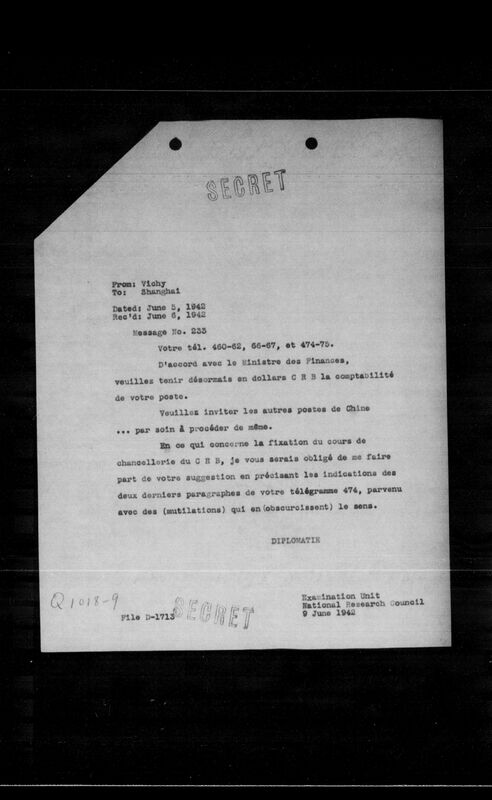 SECRET
From: Vichy
To: Shanghai
Dated: June 5, 1942
Rec'd: June 6, 1942
Message No. 233
Votre tél. 460-62, 66-67, et 474-75.
D'accord avec le Ministre des Finances,
veuillez tenir désormais en dollars C R B la comptabilité
de votre poste.
Veuillez inviter les autres postes de Chine
... par soin à procéder de même.
En ce qui concerne la fixation du cours de
chancellerie du C R B, je vous serais obligé de me faire
part de votre suggestion en précisant les indications des
deux derniers paragraphes de votre télégramme 474, parvenu
avec des (mutilations) qui en (obscuroissent) le sens.
DIPLOMATIE
Q1018-9
Examination Unit
National Research Council
9 June 1942
File D-1713
SECRET